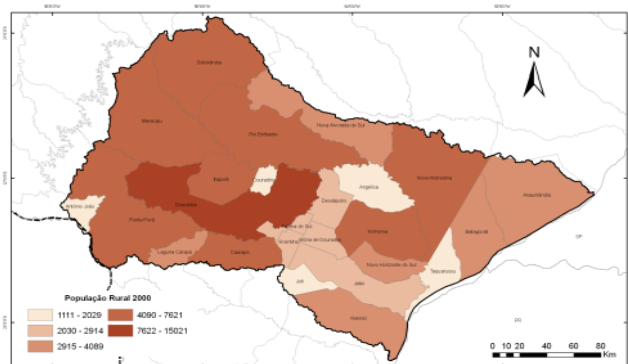 N
Sidrolândia
Maracaju
Rio Brilhante
Nova Alvorada do Sul
Itaporã
Douradina
Angélica
Nova Andradina
Anaurilândia
Deodápolis
Antônio João
Ponta Porã
Dourados
Ivinhema
Batayporã
Fátima do Sul
Vicentina
Glória de Dourados
Laguna Carapã
Caarapó
Novo Horizonte do Sul
Taquarussu
Juti
Jateí
Naviraí
SP
PR
População Rural 2000
1111 - 2029
2030 - 2914
2915 - 4089
4090 - 7621
7622 - 15021
0 10 20 40 60 80
Km